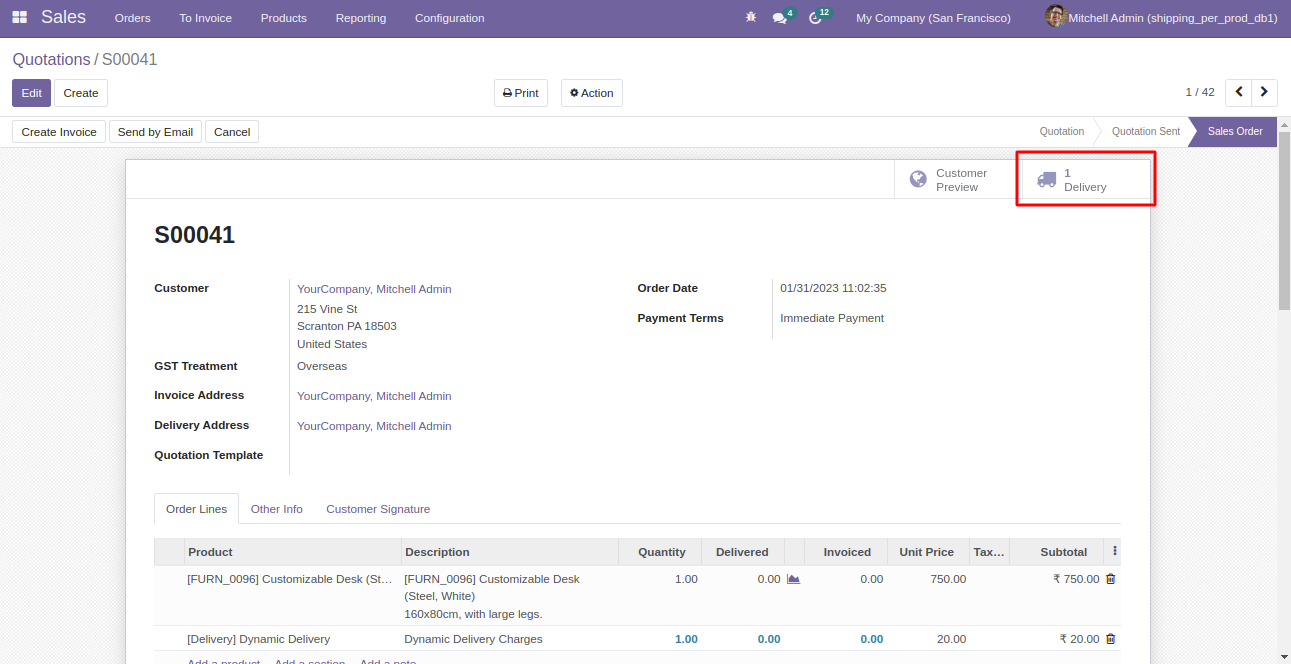 Sales Orders To Invoice Products Reporting Configuration 4 12 My Company (San Francisco) Mitchell Admin (shipping_per_prod_db1)
Quotations / S00041
Edit Create Print Action 1 / 42
Create Invoice Send by Email Cancel Quotation Quotation Sent Sales Order
Customer Preview
1 Delivery
S00041
Customer YourCompany, Mitchell Admin
215 Vine St
Scranton PA 18503
United States
Order Date 01/31/2023 11:02:35
Payment Terms Immediate Payment
GST Treatment Overseas
Invoice Address YourCompany, Mitchell Admin
Delivery Address YourCompany, Mitchell Admin
Quotation Template
Order Lines Other Info Customer Signature
Product Description Quantity Delivered Invoiced Unit Price Tax... Subtotal
[FURN_0096] Customizable Desk (St... [FURN_0096] Customizable Desk 1.00 0.00 0.00 750.00 ₹ 750.00
(Steel, White)
160x80cm, with large legs.
[Delivery] Dynamic Delivery Dynamic Delivery Charges 1.00 0.00 0.00 20.00 ₹ 20.00
Add a product Add a section Add a note